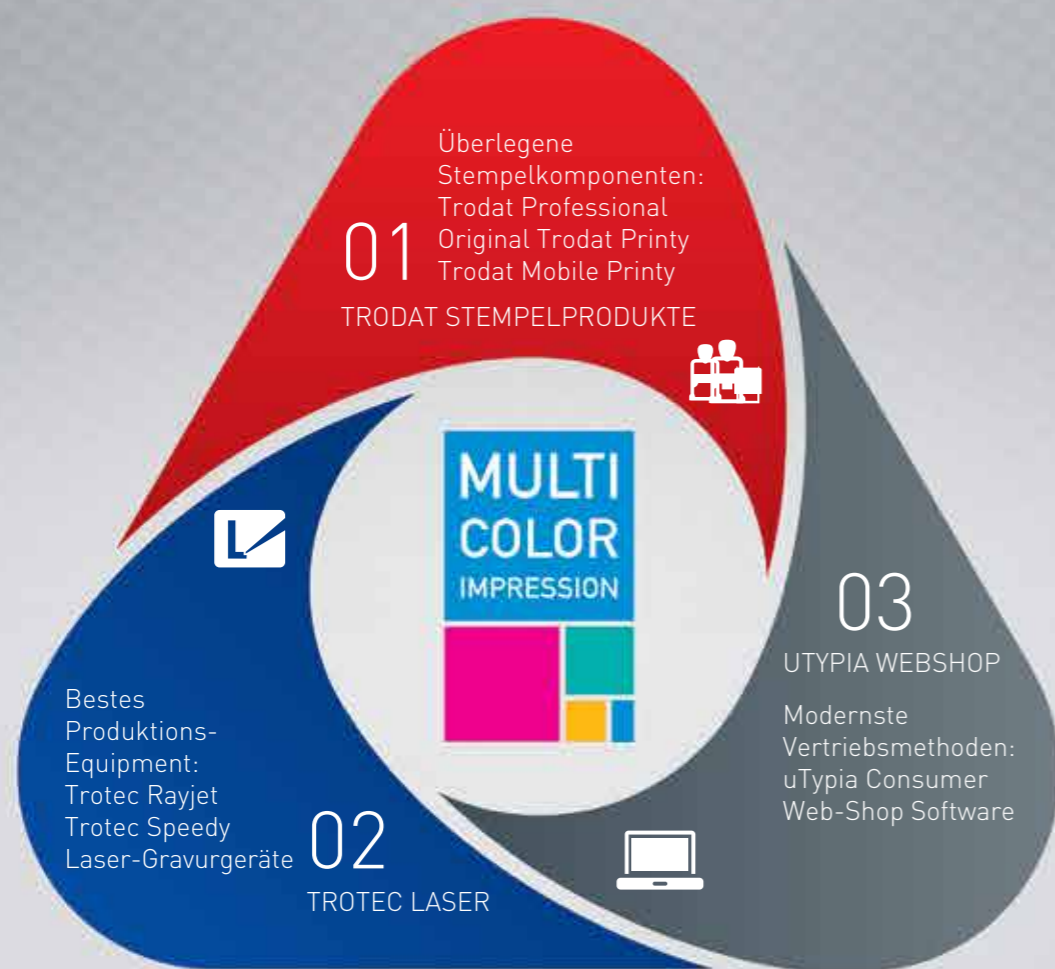 Überlegene
Stempelkomponenten:
Trodat Professional
Original Trodat Printy
Trodat Mobile Printy
01
TRODAT STEMPELPRODUKTE
MULTI
COLOR
IMPRESSION
Bestes
Produktions-
Equipment:
Trotec Rayjet
Trotec Speedy
Laser-Gravurgeräte
02
TROTEC LASER
03
UTYPIA WEBSHOP
Modernste
Vertriebsmethoden:
uTypia Consumer
Web-Shop Software